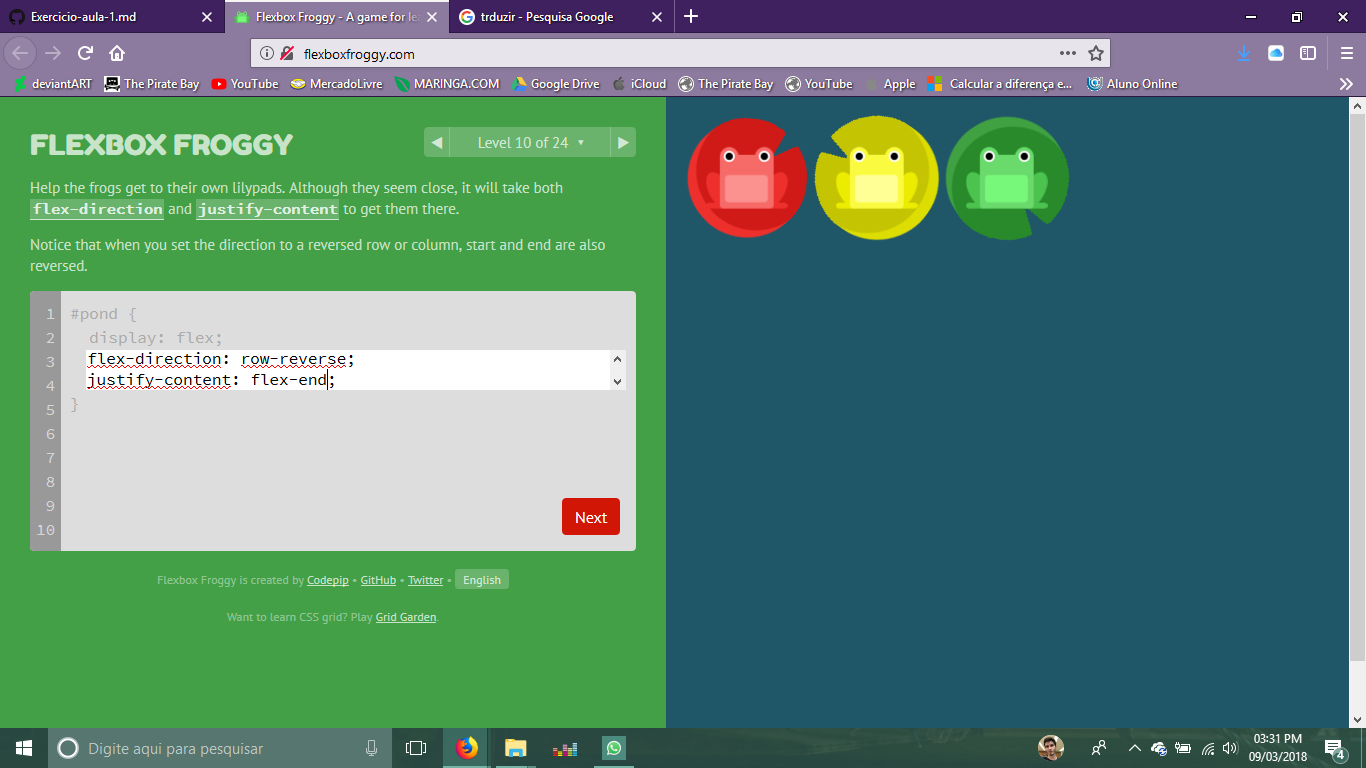 Exercicio-aula-1.md
Flexbox Froggy - A game for le
trduzir - Pesquisa Google
flexboxfroggy.com
deviantART The Pirate Bay YouTube MercadoLivre MARINGA.COM Google Drive iCloud The Pirate Bay YouTube Apple Calcular a diferença e... Aluno Online
FLEXBOX FROGGY
Level 10 of 24
Help the frogs get to their own lilypads. Although they seem close, it will take both
flex-direction and justify-content to get them there.
Notice that when you set the direction to a reversed row or column, start and end are also
reversed.
1 #pond {
2 display: flex;
3 flex-direction: row-reverse;
4 justify-content: flex-end;
5 }
6
7
8
9
10
Next
Flexbox Froggy is created by Codepip • GitHub • Twitter • English
Want to learn CSS grid? Play Grid Garden.
Digite aqui para pesquisar
03:31 PM
09/03/2018
4